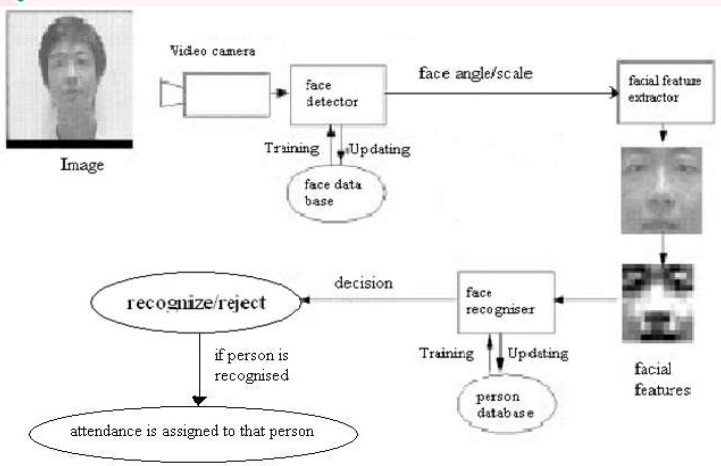 Video camera
face
detector
face angle/scale
facial feature
extractor
Image
Training
Updating
face data
base
decision
recognize/reject
face
recogniser
if person is
recognised
Training
Updating
facial
features
person
database
attendance is assigned to that person